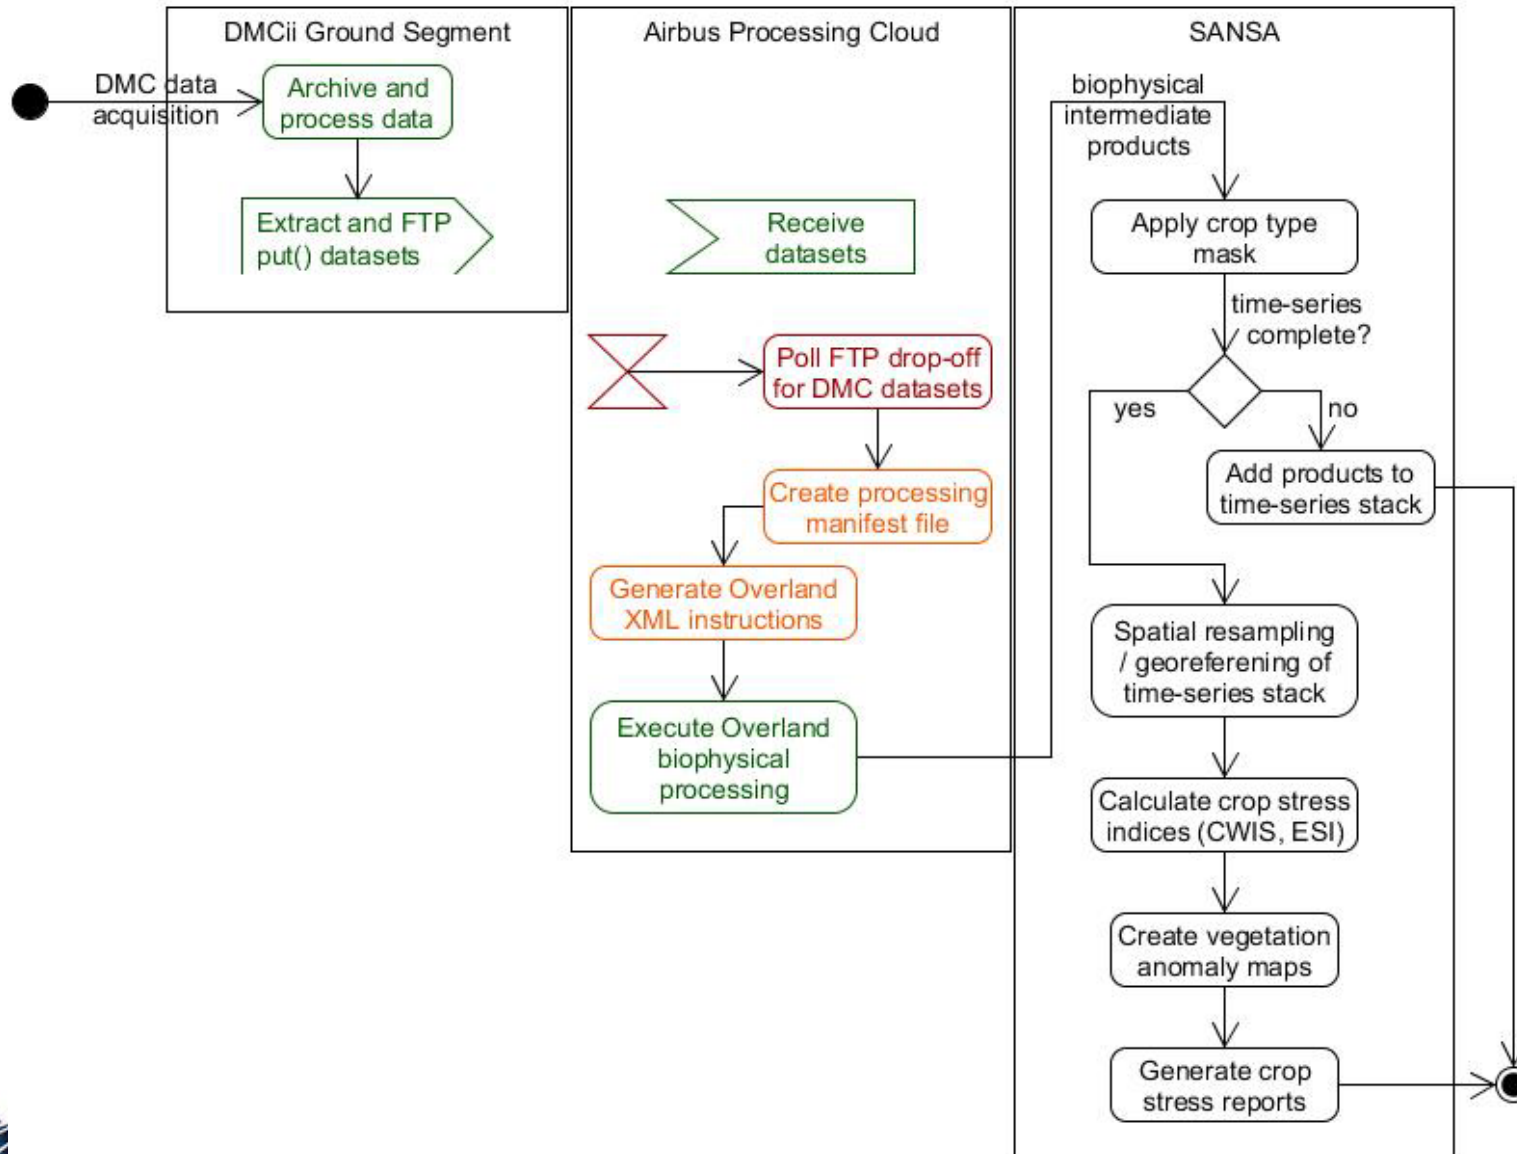 DMCii Ground Segment
DMC data
acquisition
Archive and
process data
Extract and FTP
put() datasets
Airbus Processing Cloud
Receive
datasets
Poll FTP drop-off
for DMC datasets
Create processing
manifest file
Generate Overland
XML instructions
Execute Overland
biophysical
processing
SANSA
biophysical
intermediate
products
Apply crop type
mask
time-series
complete?
yes
no
Add products to
time-series stack
Spatial resampling
/ georeferening of
time-series stack
Calculate crop stress
indices (CWIS, ESI)
Create vegetation
anomaly maps
Generate crop
stress reports